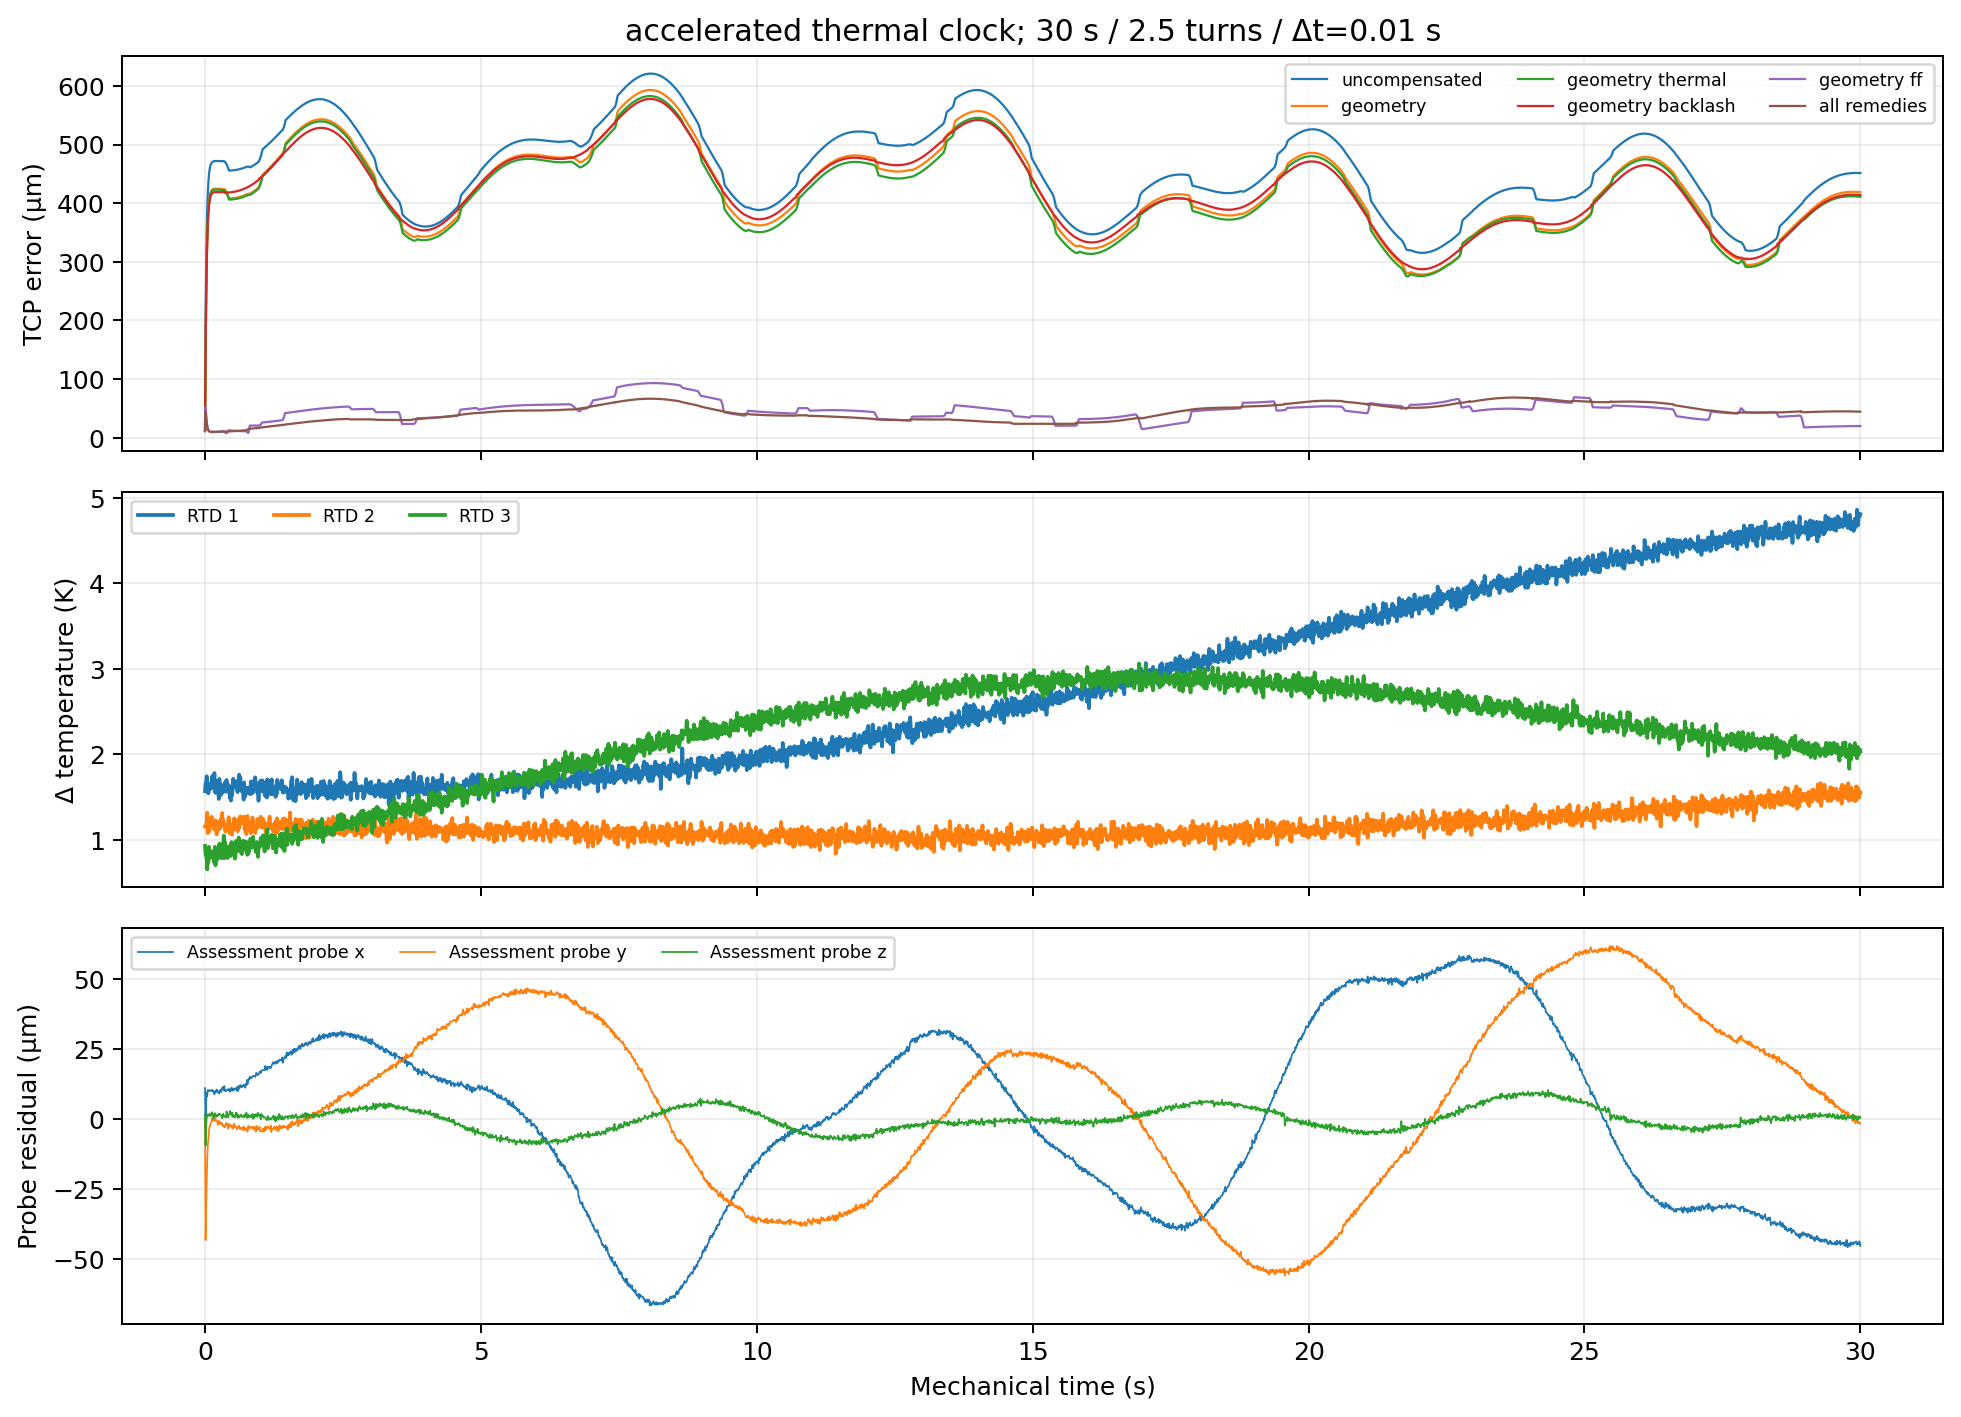 accelerated thermal clock; 30 s / 2.5 turns / Δt=0.01 s
TCP error (μm)
600
500
400
300
200
100
0
uncompensated
geometry
geometry thermal
geometry backlash
geometry ff
all remedies
Δ temperature (K)
5
4
3
2
1
RTD 1
RTD 2
RTD 3
Probe residual (μm)
50
25
0
−25
−50
Assessment probe x
Assessment probe y
Assessment probe z
0
5
10
15
20
25
30
Mechanical time (s)